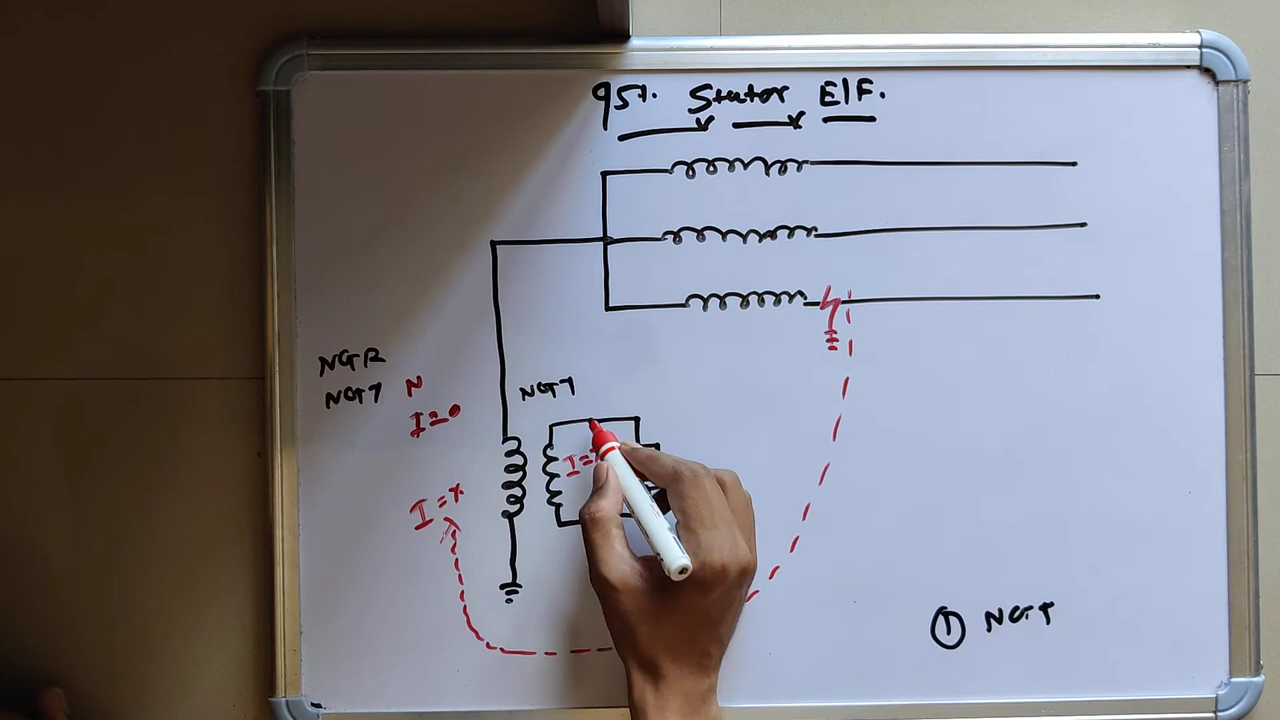 95%. Stator E/F.
NGR
NGT N
I=0
NGT
I=x
I=
① NGT